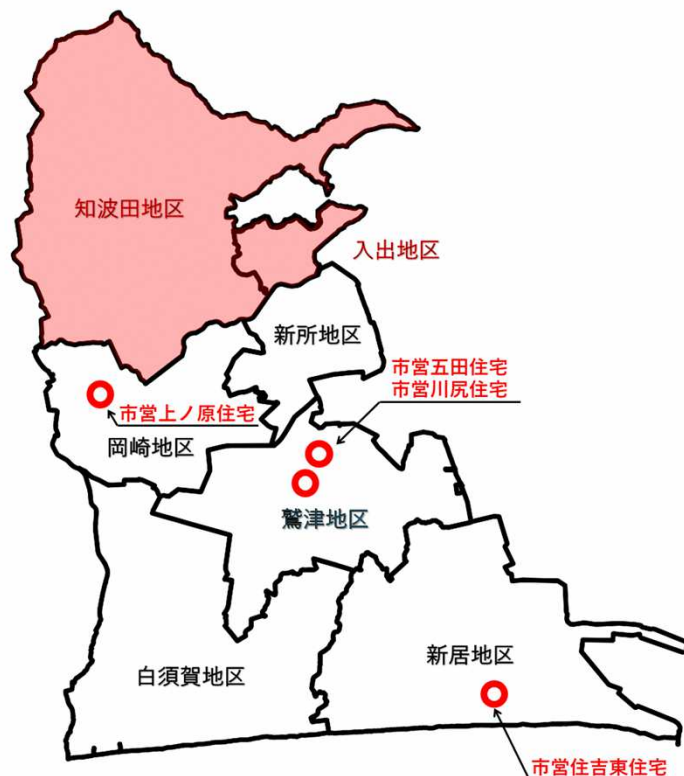 知波田地区
入出地区
新所地区
市営五田住宅
市営川尻住宅
市営上ノ原住宅
岡崎地区
鷲津地区
新居地区
白須賀地区
市営住吉東住宅